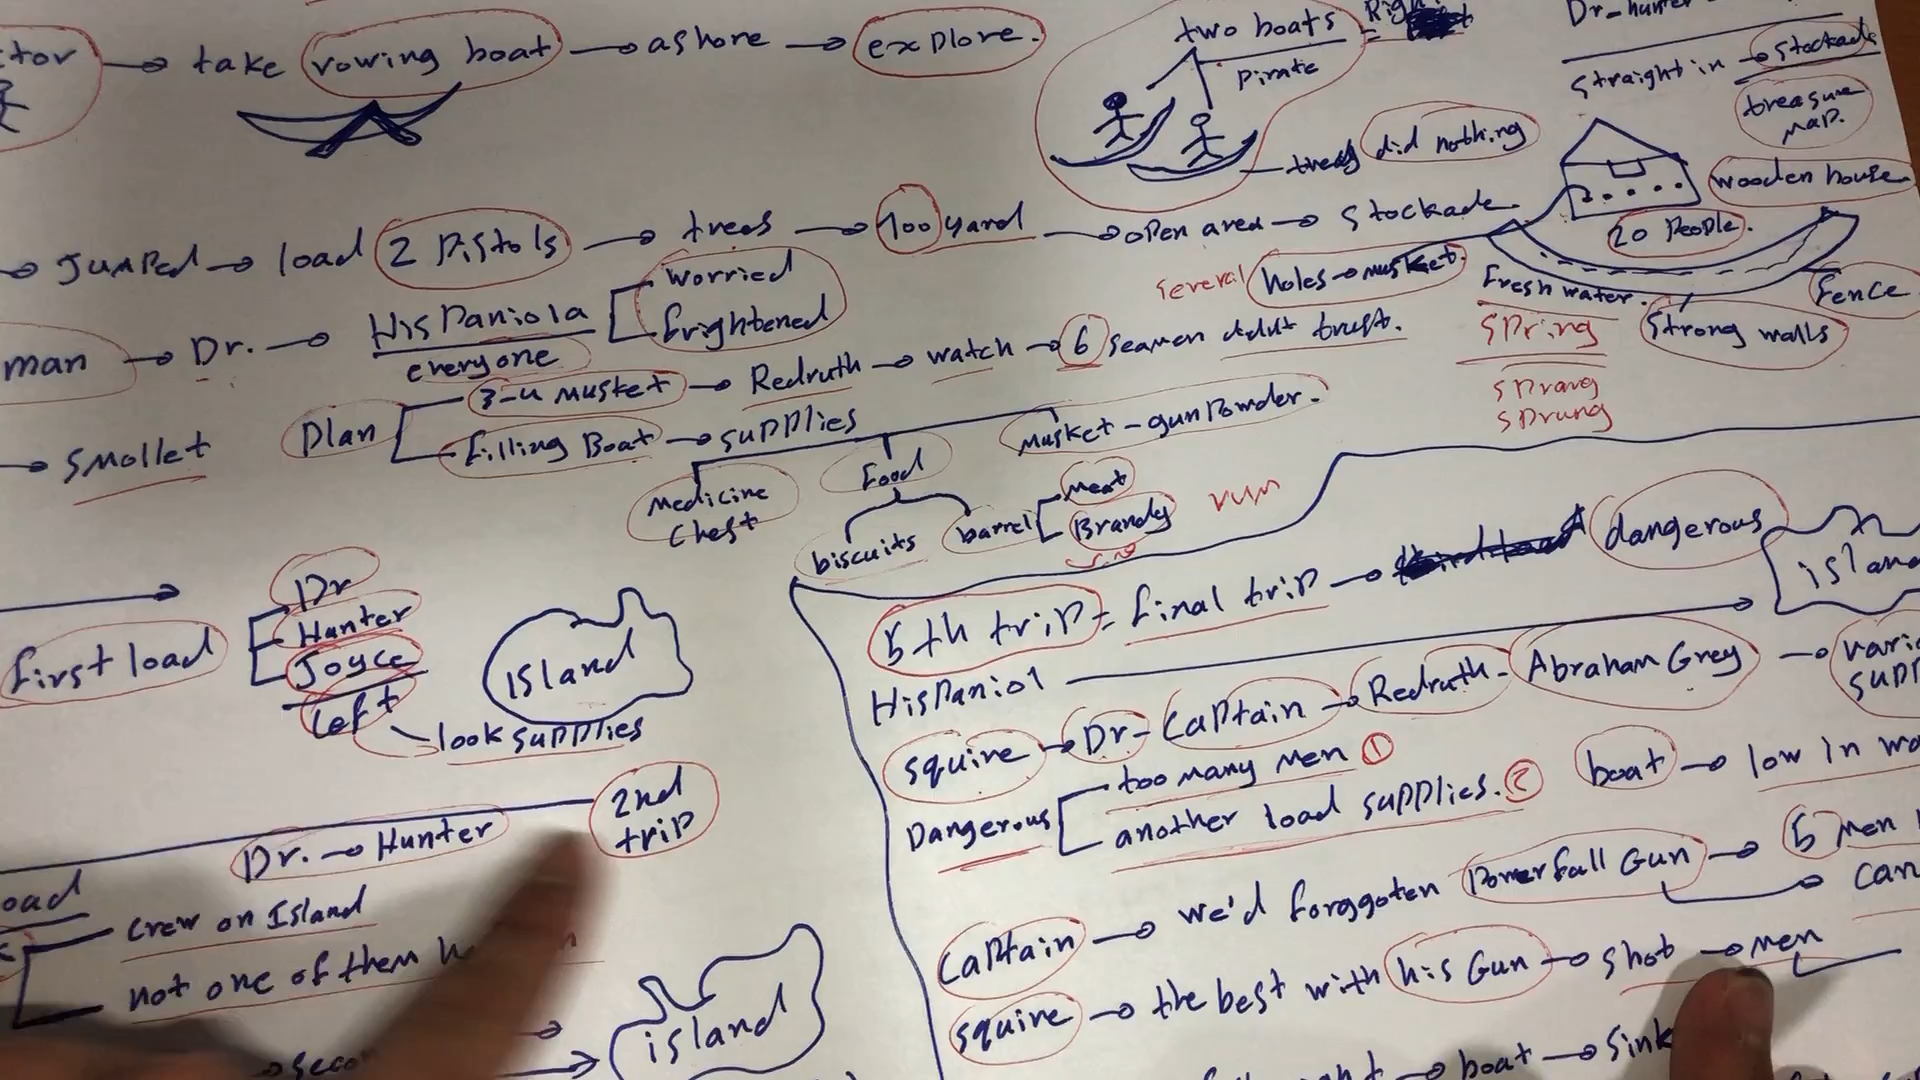 take rowing boat → ashore → explore.
two boats
pirate
did nothing
Straight in → stockade
treasure map.
wooden house
20 people.
fence
Fresh water.
strong walls
spring
sprang
sprung
→ Jumped → load 2 Pistols → trees → 100 yard → open area → stockade.
several holes → musket.
man → Dr. → Hispaniola
everyone
worried
frightened
→ Smollet
Plan
3-4 musket → Redruth → watch → 6 seamen didn't trust.
filling Boat → supplies
medicine chest
food
musket - gunpowder.
biscuits
barrel
meat
Brandy
rum
first load
Dr
Hunter
Joyce
left
look supplies
Island
Dr. → Hunter
2nd trip
crew on Island
not one of them
island
5th trip = final trip → dangerous
island
Hispaniol
squire → Dr - Captain → Redruth - Abraham Grey →
Dangerous
too many men ①
another load supplies. ②
boat → low in
captain → we'd forggoten Powerfull Gun → 5 men
can
squire → the best with his Gun → shot → men
→ boat → sink